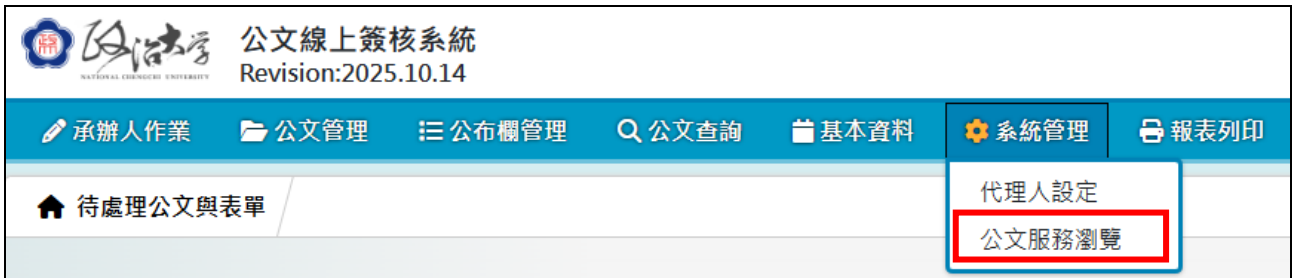 政治大學
NATIONAL CHENGCHI UNIVERSITY
公文線上簽核系統
Revision:2025.10.14
承辦人作業 公文管理 公布欄管理 公文查詢 基本資料 系統管理 報表列印
待處理公文與表單
代理人設定
公文服務瀏覽